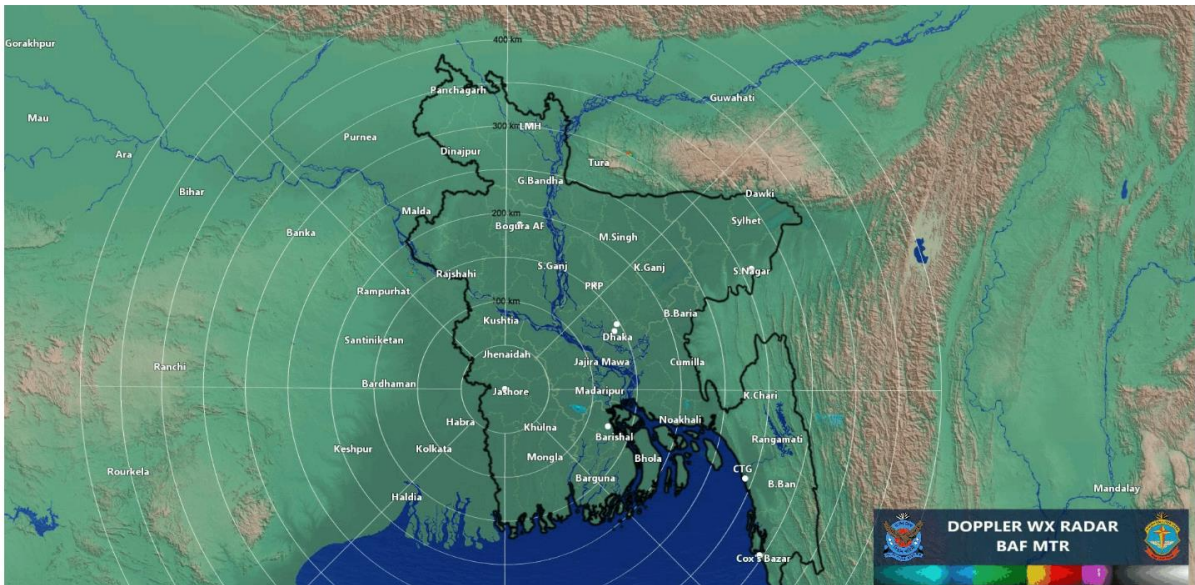 400 km
Gorakhpur
Panchagarh
Guwahati
Mau
300 km
LMH
Purnea
Ara
Dinajpur
Tura
G.Bandha
Bihar
Dawki
Malda
200 km
Sylhet
Banka
Bogura AF
M.Singh
S.Ganj
K.Ganj
Rajshahi
S.Nagar
Rampurhat
PRP
100 km
Kushtia
B.Baria
Dhaka
Santiniketan
Jhenaidah
Jajira Mawa
Cumilla
Ranchi
Bardhaman
Jashore
Madaripur
K.Chari
Habra
Khulna
Noakhali
Barishal
Rangamati
Keshpur
Kolkata
Mongla
Bhola
Rourkela
CTG
Barguna
B.Ban
Mandalay
Haldia
Cox's Bazar
DOPPLER WX RADAR
BAF MTR